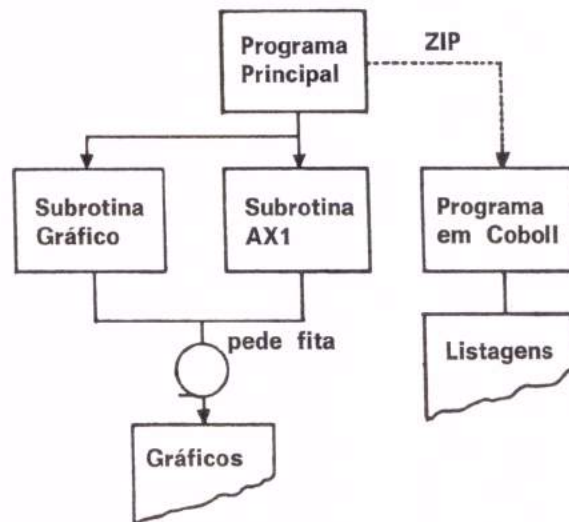 Programa
Principal
ZIP
Subrotina
Gráfico
Subrotina
AX1
Programa
em Coboll
pede fita
Listagens
Gráficos